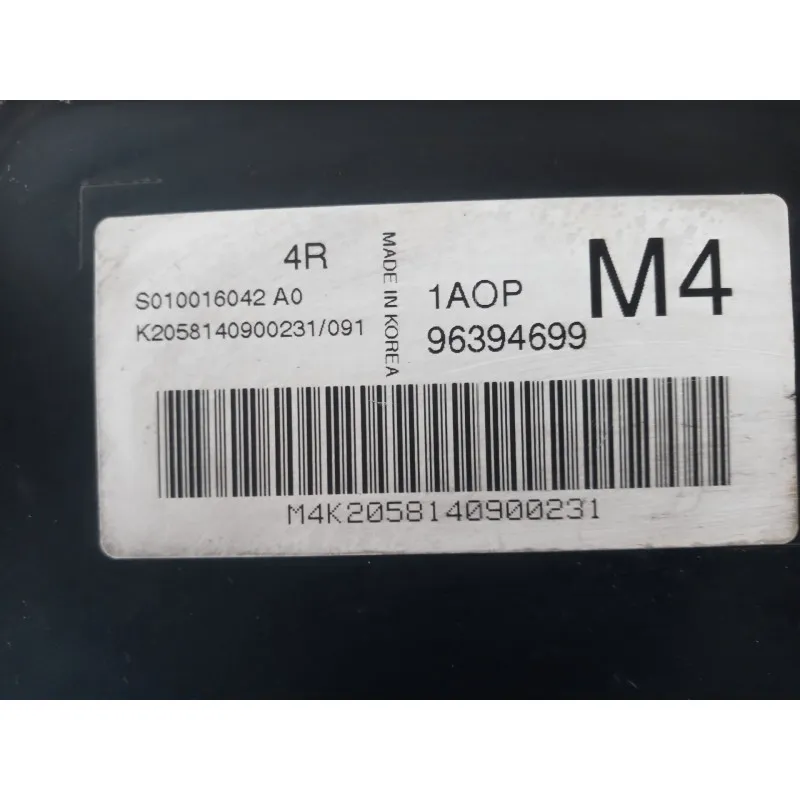 4R
S010016042 A0
K2058140900231/091
MADE IN KOREA
1AOP
96394699
M4
M4K2058140900231